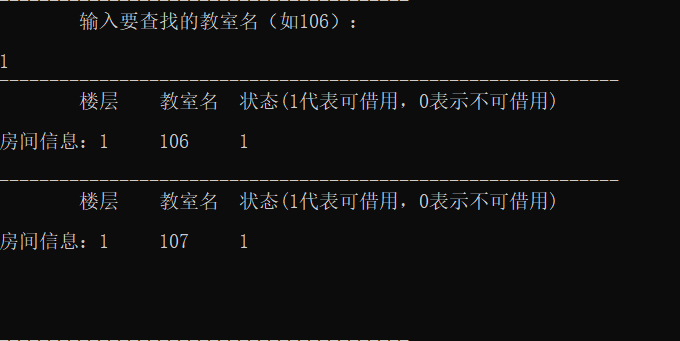 输入要查找的教室名（如106）：
1
楼层 教室名 状态(1代表可借用，0表示不可借用)
房间信息：1 106 1
楼层 教室名 状态(1代表可借用，0表示不可借用)
房间信息：1 107 1